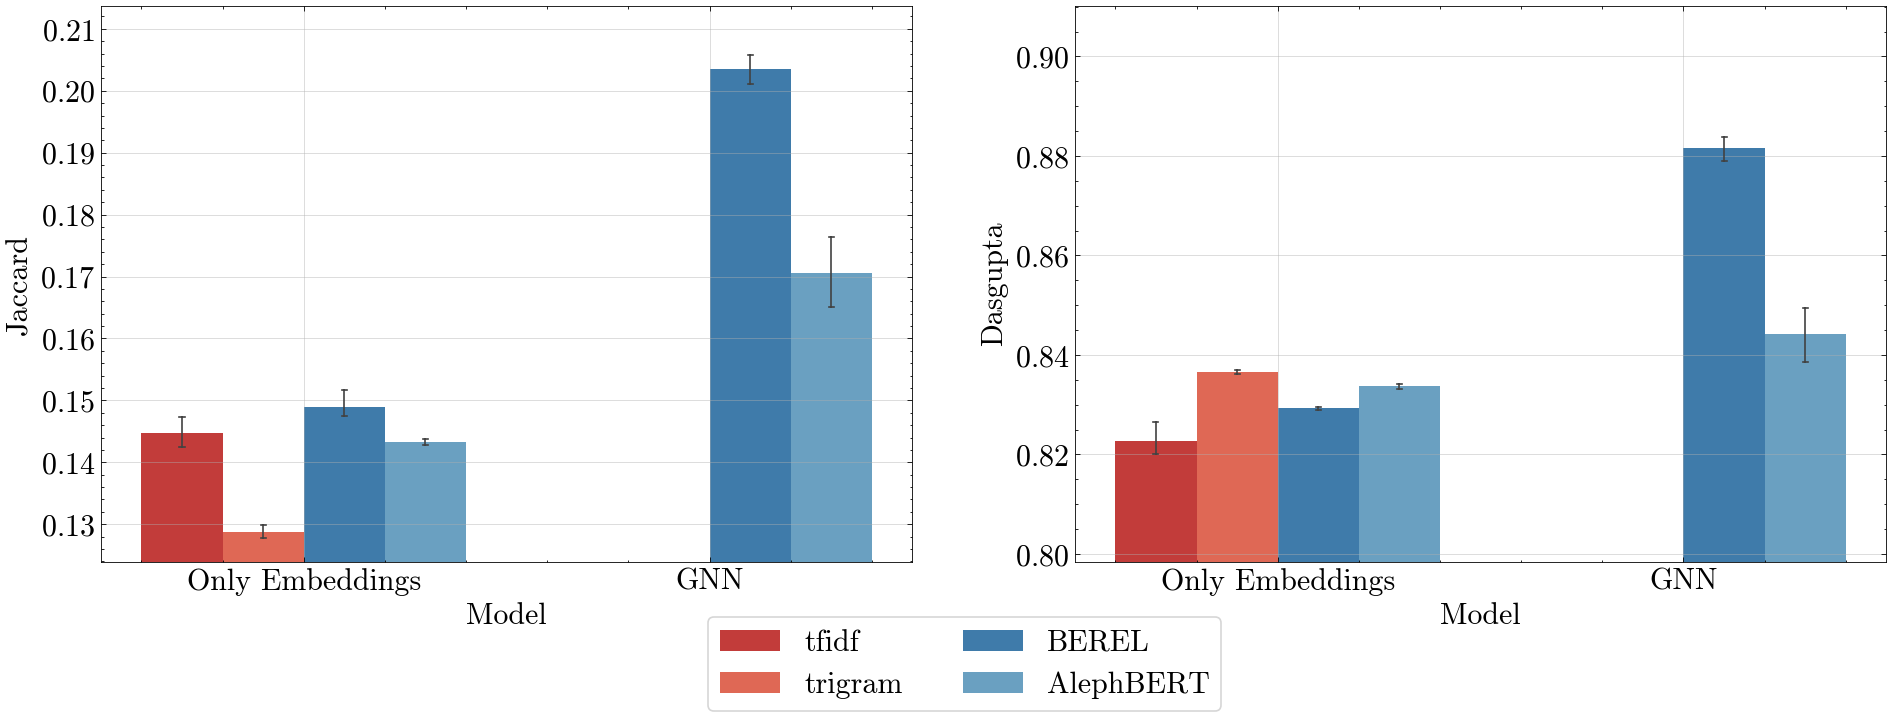 0.21
0.20
0.19
0.18
0.17
0.16
0.15
0.14
0.13
Jaccard
Only Embeddings
GNN
Model
0.90
0.88
0.86
0.84
0.82
0.80
Dasgupta
Only Embeddings
GNN
Model
tfidf
trigram
BEREL
AlephBERT